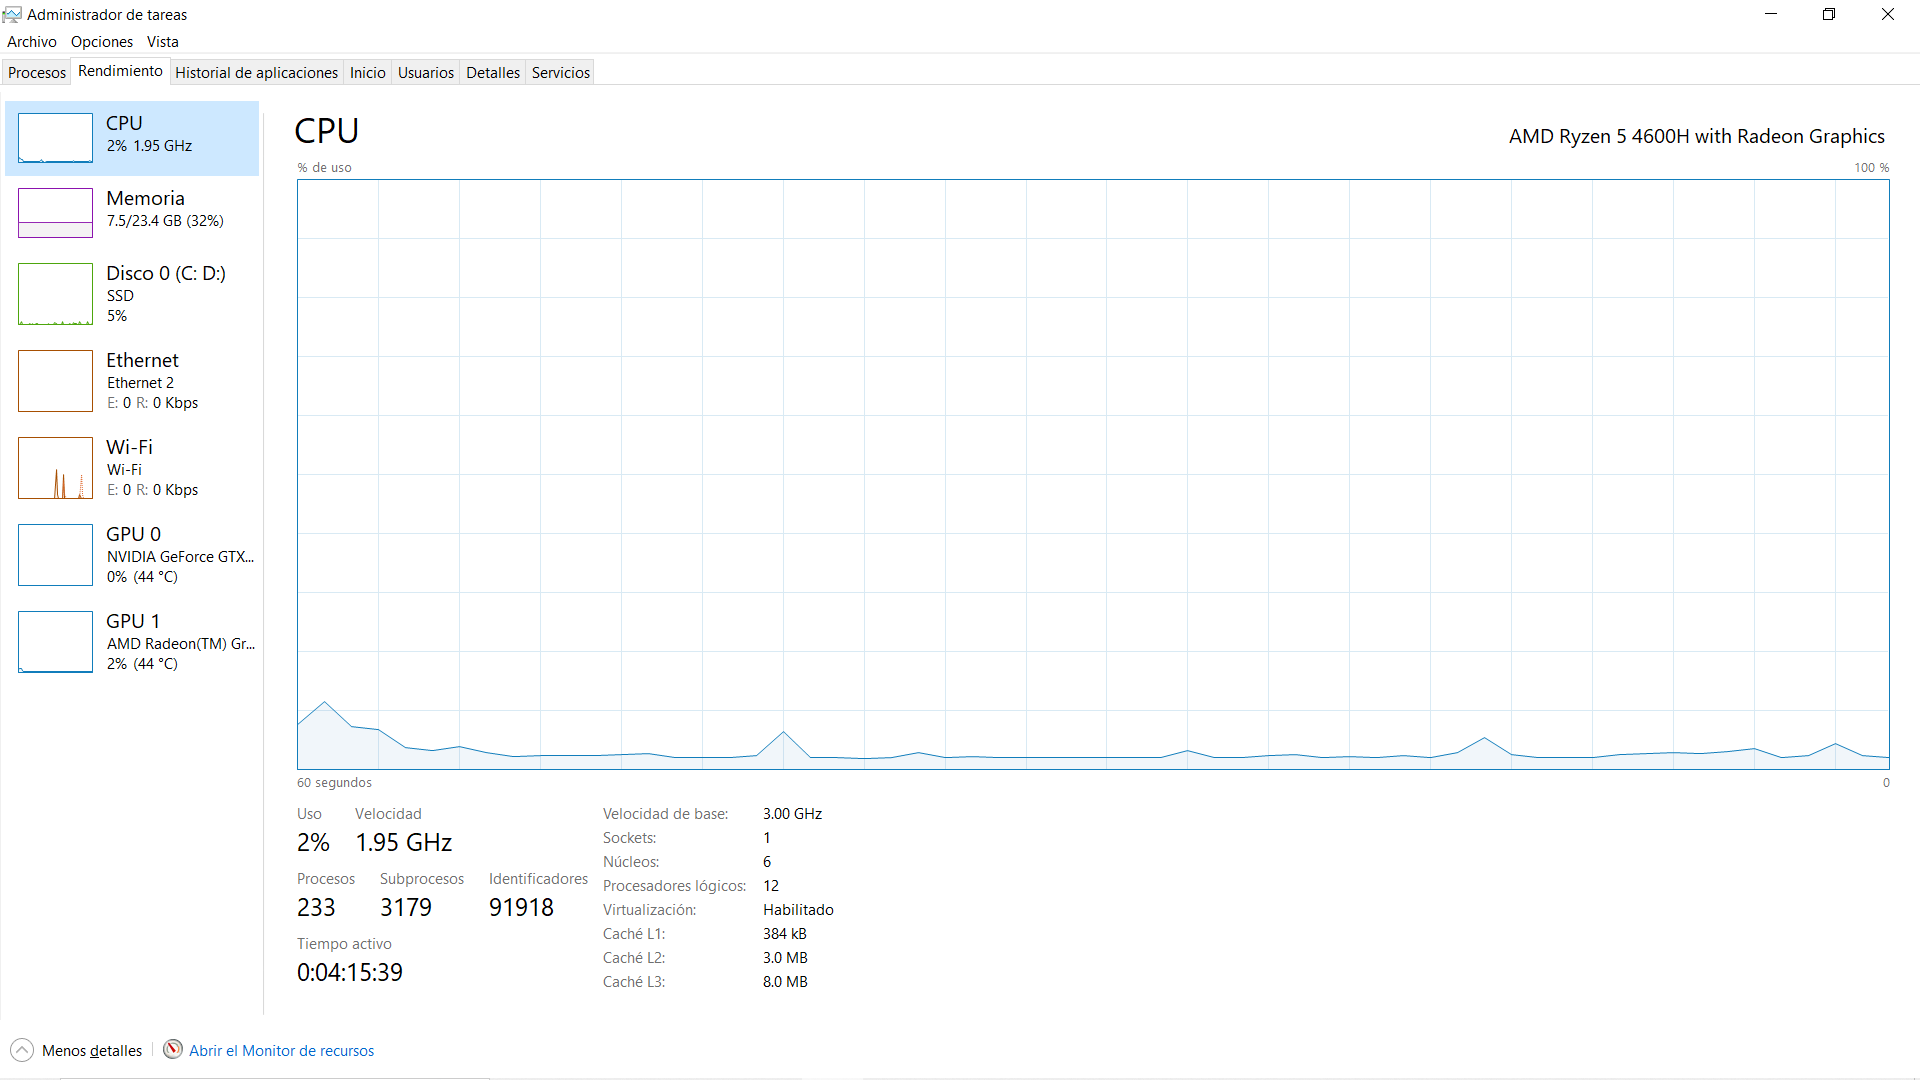 Administrador de tareas
Archivo Opciones Vista
Procesos Rendimiento Historial de aplicaciones Inicio Usuarios Detalles Servicios
CPU
2% 1.95 GHz
Memoria
7.5/23.4 GB (32%)
Disco 0 (C: D:)
SSD
5%
Ethernet
Ethernet 2
E: 0 R: 0 Kbps
Wi-Fi
Wi-Fi
E: 0 R: 0 Kbps
GPU 0
NVIDIA GeForce GTX...
0% (44 °C)
GPU 1
AMD Radeon(TM) Gr...
2% (44 °C)
CPU
AMD Ryzen 5 4600H with Radeon Graphics
% de uso 100 %
60 segundos 0
Uso Velocidad
2% 1.95 GHz
Procesos Subprocesos Identificadores
233 3179 91918
Tiempo activo
0:04:15:39
Velocidad de base: 3.00 GHz
Sockets: 1
Núcleos: 6
Procesadores lógicos: 12
Virtualización: Habilitado
Caché L1: 384 kB
Caché L2: 3.0 MB
Caché L3: 8.0 MB
Menos detalles Abrir el Monitor de recursos